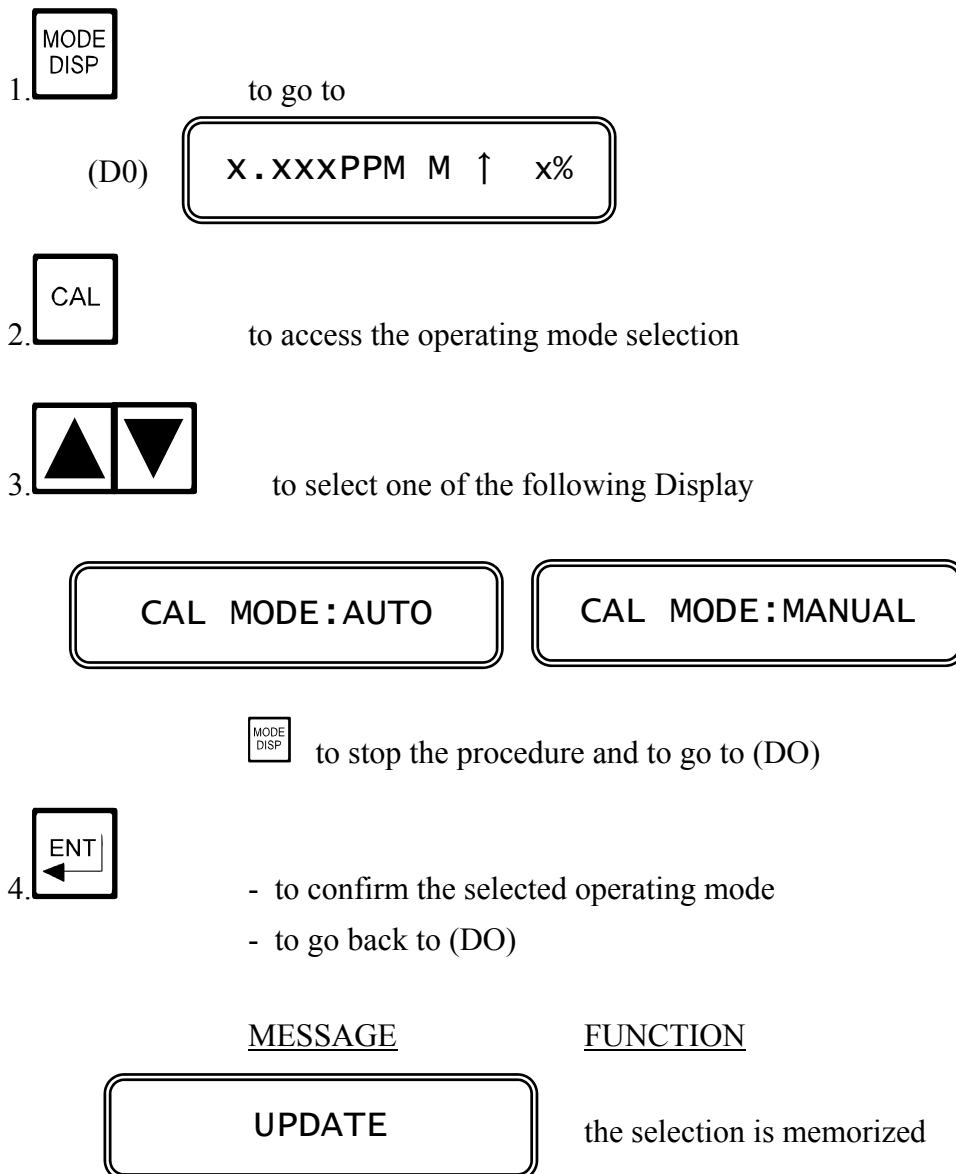 MODE
DISP
1. to go to
(D0) x.xxxPPM M ↑ x%
CAL
2. to access the operating mode selection
3. ▲ ▼ to select one of the following Display
CAL MODE:AUTO CAL MODE:MANUAL
MODE
DISP to stop the procedure and to go to (DO)
ENT
4. - to confirm the selected operating mode
- to go back to (DO)
MESSAGE FUNCTION
UPDATE the selection is memorized